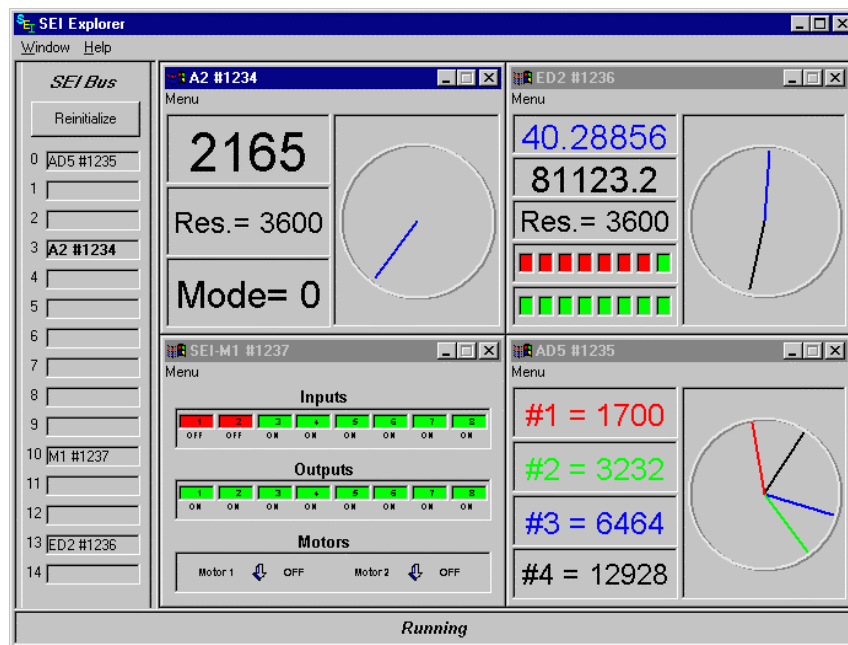 SEI Explorer
Window Help
SEI Bus
Reinitialize
0 AD5 #1235
1
2
3 A2 #1234
4
5
6
7
8
9
10 M1 #1237
11
12
13 ED2 #1236
14
A2 #1234
Menu
2165
Res.= 3600
Mode= 0
ED2 #1236
Menu
40.28856
81123.2
Res.= 3600
SEI-M1 #1237
Menu
Inputs
1 2 3 4 5 6 7 8
OFF OFF ON ON ON ON ON ON
Outputs
1 2 3 4 5 6 7 8
ON ON ON ON ON ON ON ON
Motors
Motor 1 OFF Motor 2 OFF
AD5 #1235
Menu
#1 = 1700
#2 = 3232
#3 = 6464
#4 = 12928
Running